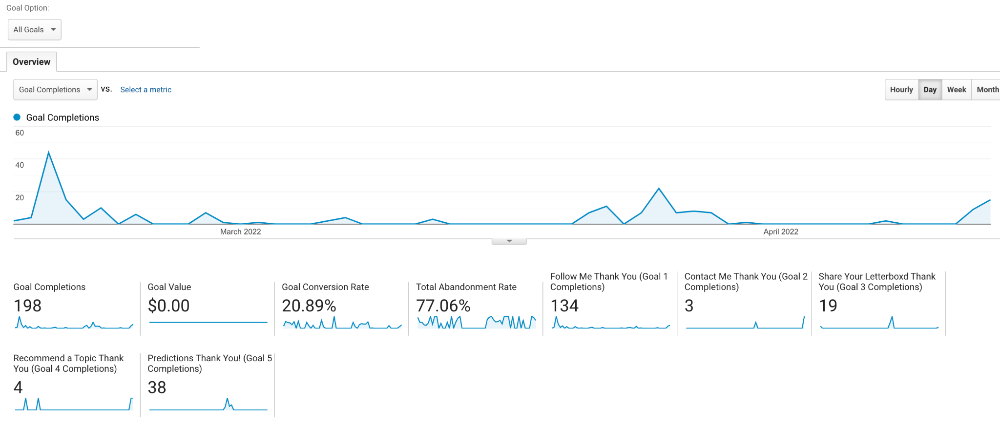 Goal Option:
All Goals
Overview
Goal Completions VS. Select a metric
Hourly Day Week Month
Goal Completions
60
40
20
March 2022 April 2022
Goal Completions
198
Goal Value
$0.00
Goal Conversion Rate
20.89%
Total Abandonment Rate
77.06%
Follow Me Thank You (Goal 1
Completions)
134
Contact Me Thank You (Goal 2
Completions)
3
Share Your Letterboxd Thank
You (Goal 3 Completions)
19
Recommend a Topic Thank
You (Goal 4 Completions)
4
Predictions Thank You! (Goal 5
Completions)
38